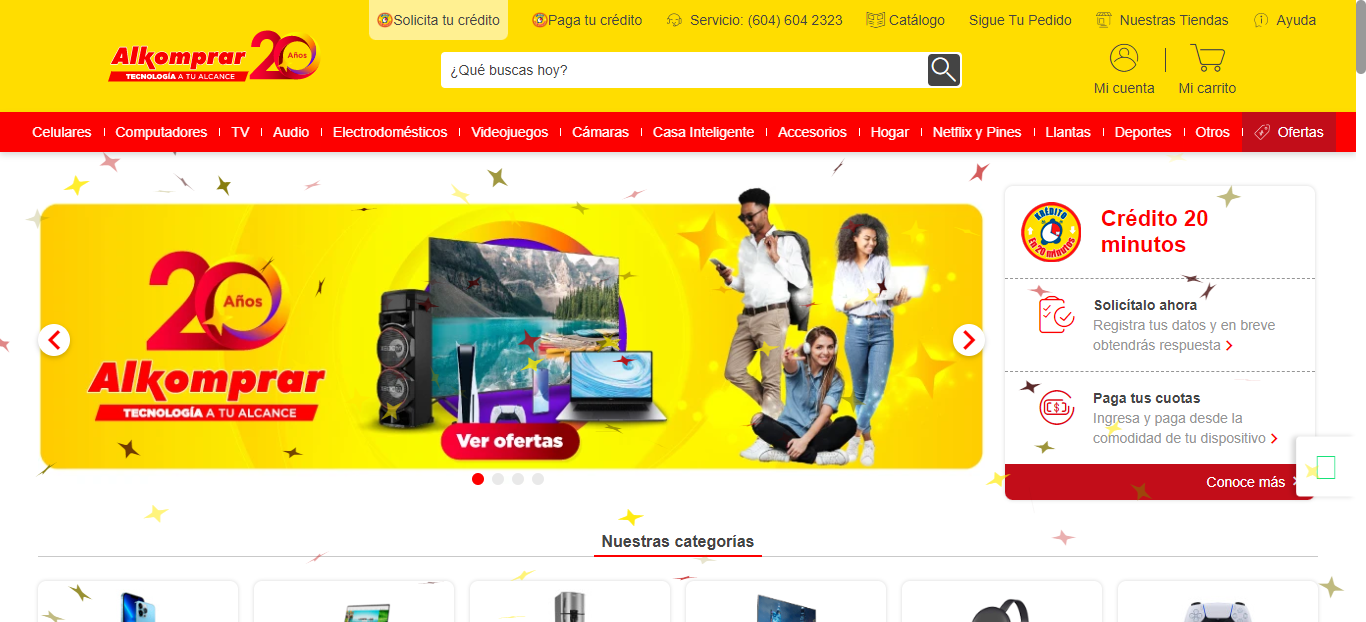 Solicita tu crédito
Paga tu crédito
Servicio: (604) 604 2323
Catálogo
Sigue Tu Pedido
Nuestras Tiendas
Ayuda
Alkomprar
TECNOLOGÍA A TU ALCANCE
20
Años
¿Qué buscas hoy?
Mi cuenta
Mi carrito
Celulares
Computadores
TV
Audio
Electrodomésticos
Videojuegos
Cámaras
Casa Inteligente
Accesorios
Hogar
Netflix y Pines
Llantas
Deportes
Otros
Ofertas
20
Años
Alkomprar
TECNOLOGÍA A TU ALCANCE
Ver ofertas
KRÉDITO
En 20 minutos
Crédito 20
minutos
Solicítalo ahora
Registra tus datos y en breve
obtendrás respuesta
Paga tus cuotas
Ingresa y paga desde la
comodidad de tu dispositivo
Conoce más
Nuestras categorías